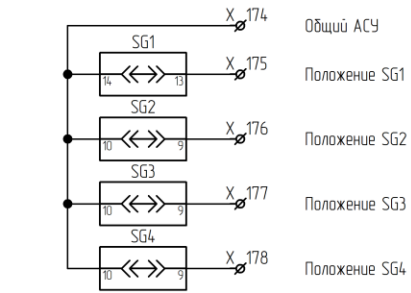 X 174 Общий АСУ
SG1
14 13 X 175 Положение SG1
SG2
10 9 X 176 Положение SG2
SG3
10 9 X 177 Положение SG3
SG4
10 9 X 178 Положение SG4